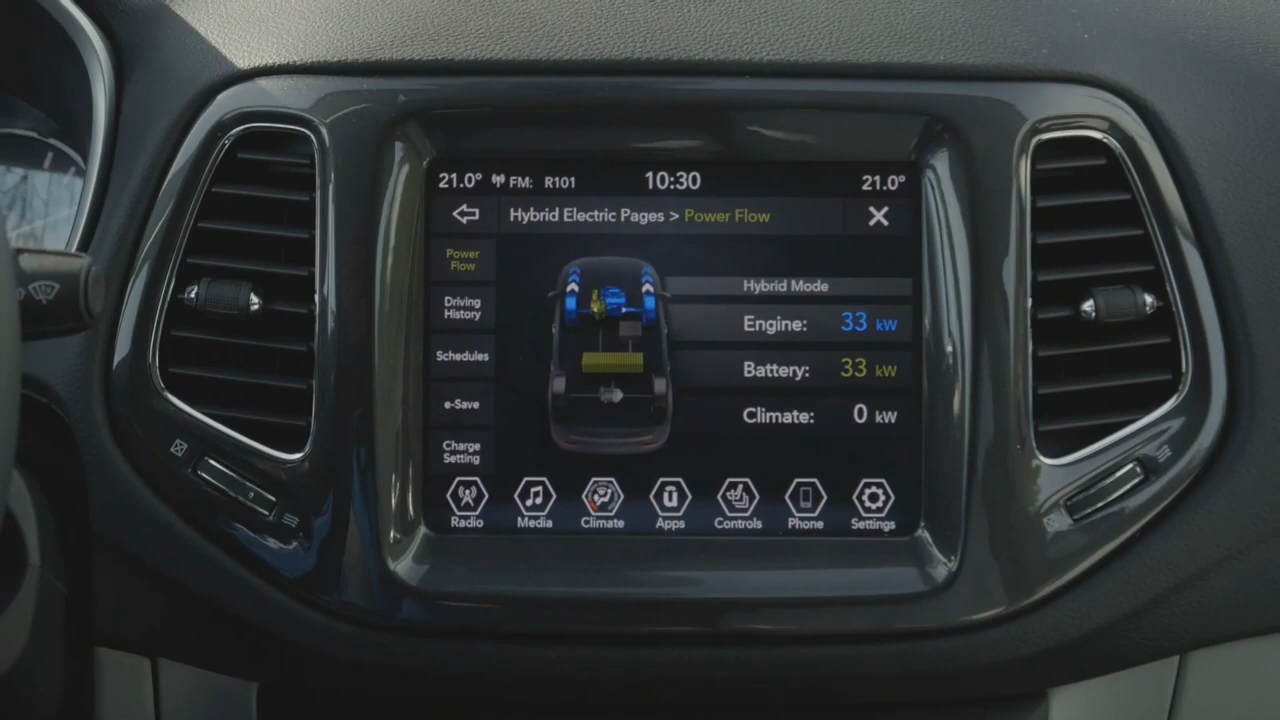 21.0° FM: R101 10:30 21.0°
Hybrid Electric Pages > Power Flow
Power
Flow
Driving
History
Schedules
e-Save
Charge
Setting
Hybrid Mode
Engine: 33 kW
Battery: 33 kW
Climate: 0 kW
Radio Media Climate Apps Controls Phone Settings